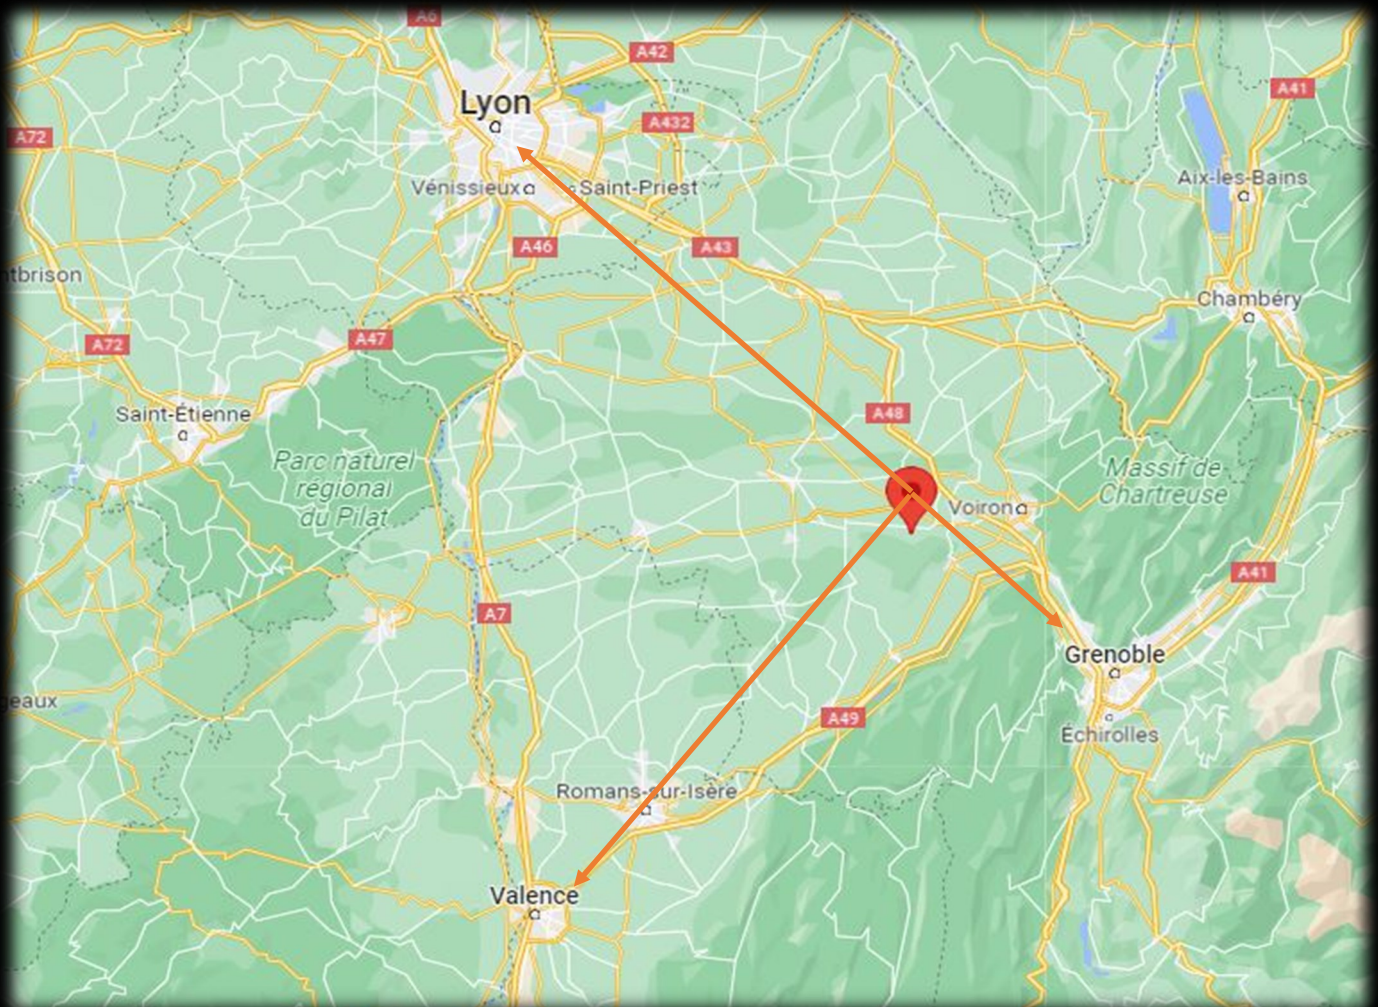 A6
A42
Lyon
A41
A432
A72
Aix-les-Bains
Vénissieux
Saint-Priest
A46
A43
ntbrison
Chambéry
A47
A72
A48
Saint-Étienne
Parc naturel
régional
du Pilat
Massif de
Chartreuse
Voiron
A41
A7
Grenoble
geaux
A49
Échirolles
Romans-sur-Isère
Valence